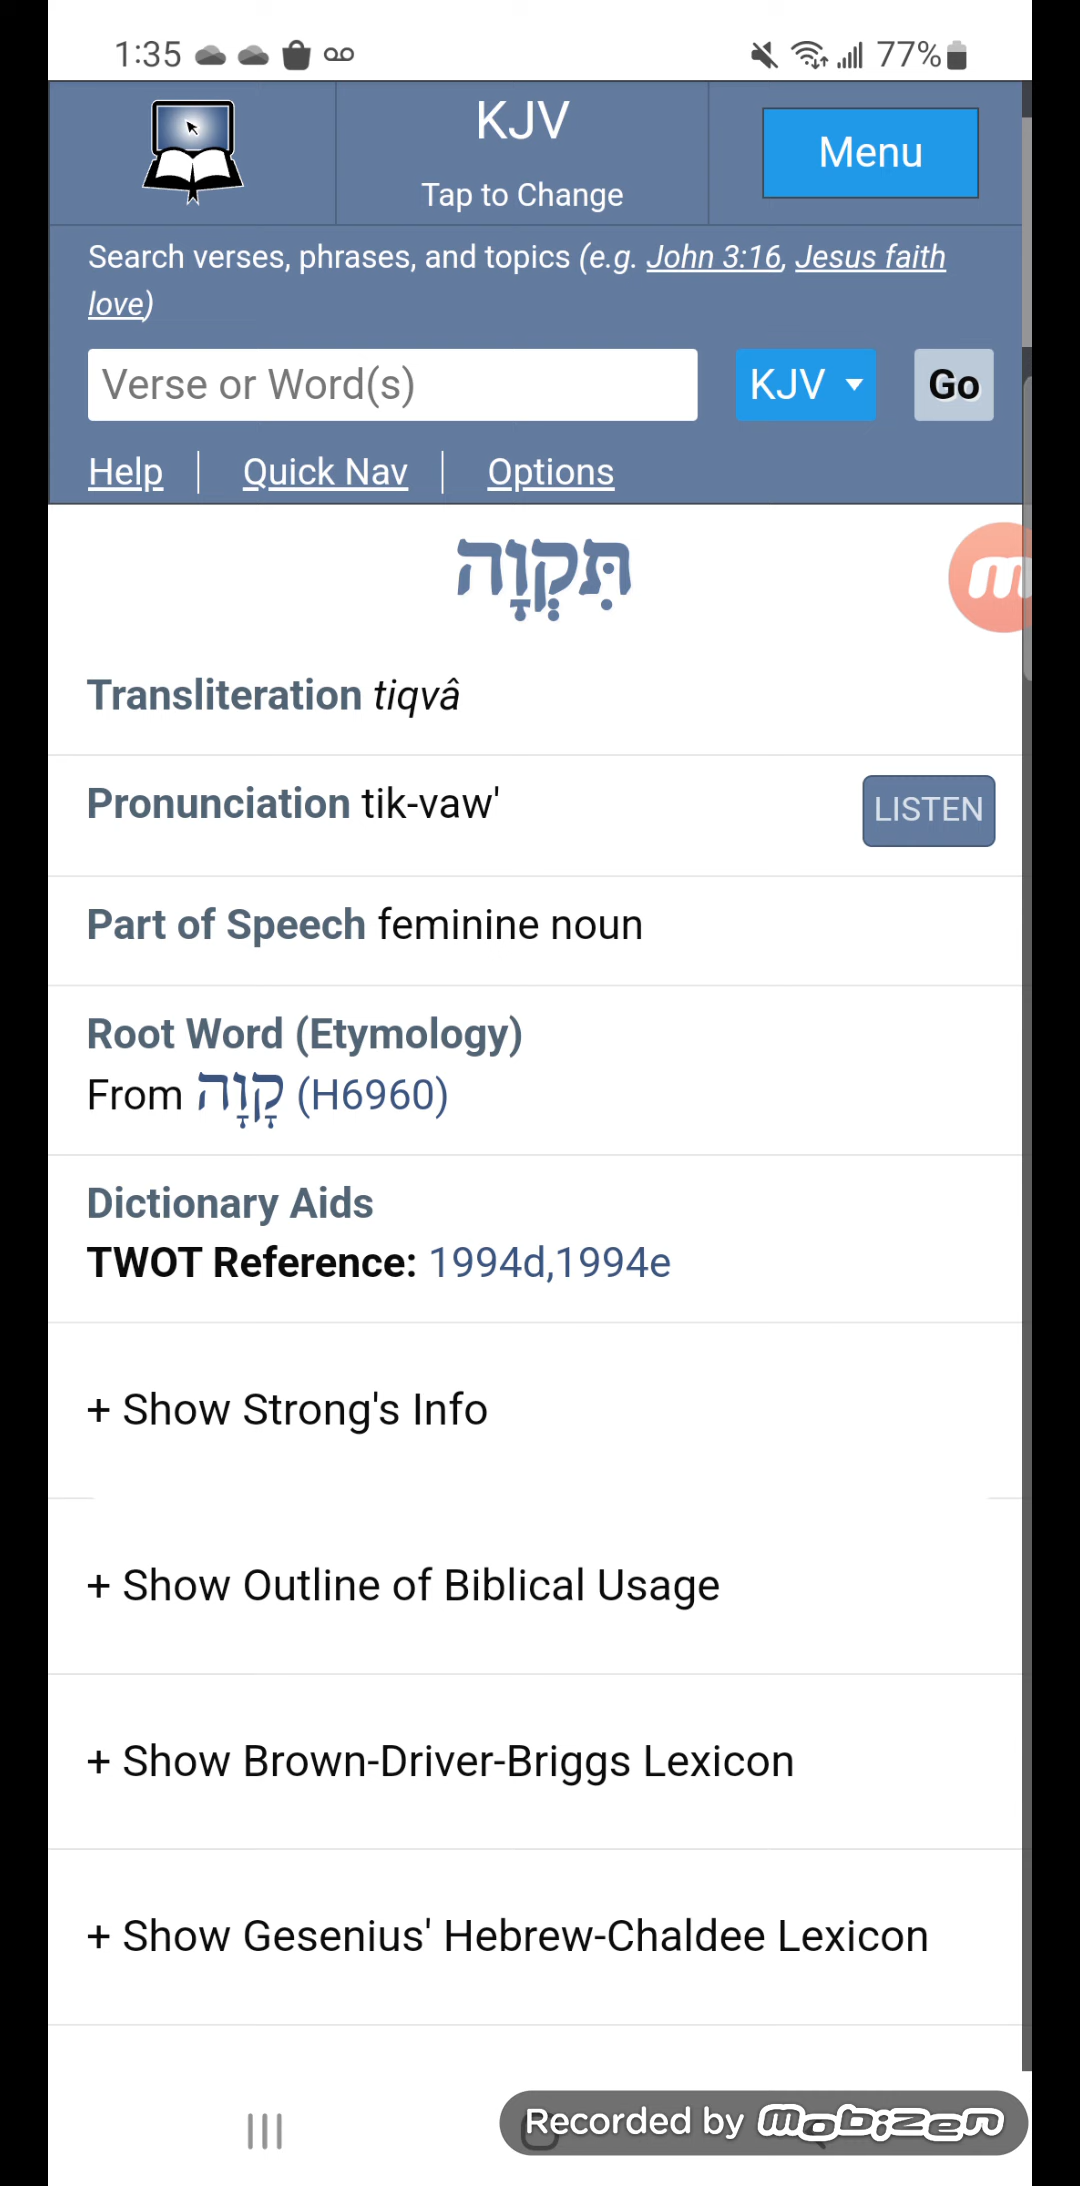 1:35 77%
KJV
Tap to Change
Menu
Search verses, phrases, and topics (e.g. John 3:16, Jesus faith
love)
Verse or Word(s) KJV Go
Help Quick Nav Options
תִּקְוָה
m
Transliteration tiqvâ
Pronunciation tik-vaw' LISTEN
Part of Speech feminine noun
Root Word (Etymology)
From קָוָה (H6960)
Dictionary Aids
TWOT Reference: 1994d,1994e
+ Show Strong's Info
+ Show Outline of Biblical Usage
+ Show Brown-Driver-Briggs Lexicon
+ Show Gesenius' Hebrew-Chaldee Lexicon
Recorded by mobizen